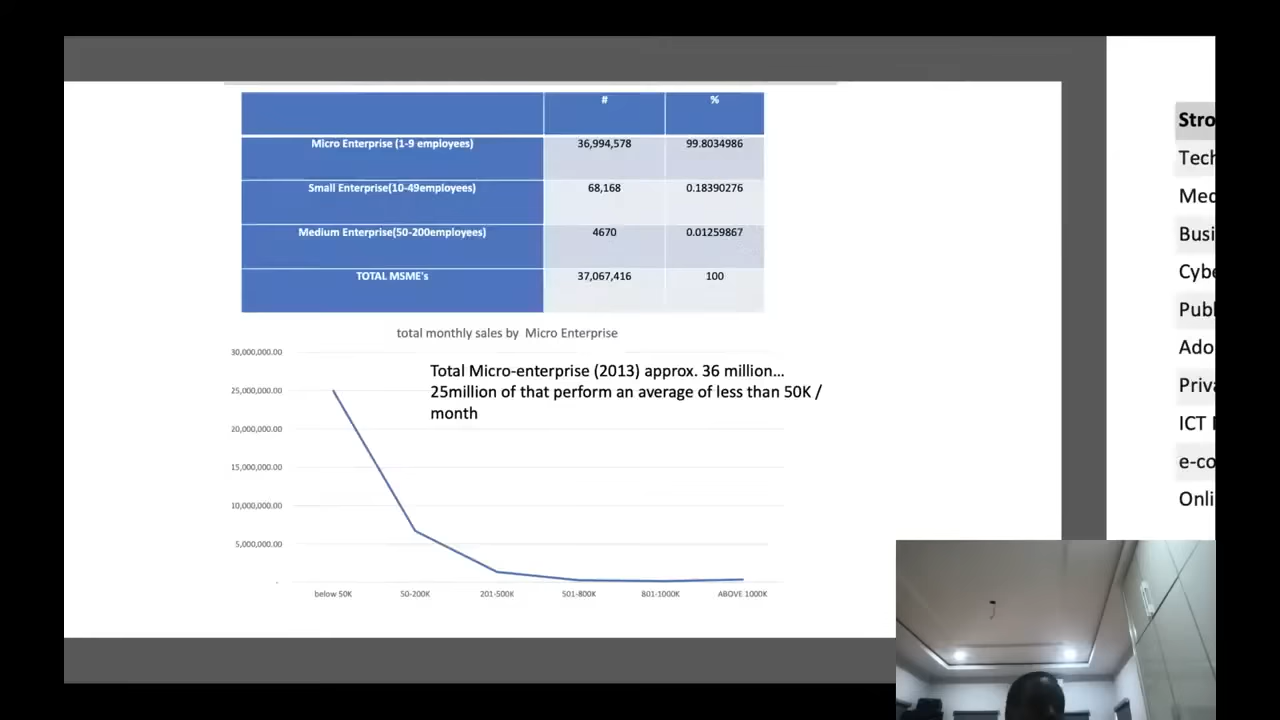 # %
Micro Enterprise (1-9 employees) 36,994,578 99.8034986
Small Enterprise(10-49employees) 68,168 0.18390276
Medium Enterprise(50-200employees) 4670 0.01259867
TOTAL MSME's 37,067,416 100
total monthly sales by Micro Enterprise
30,000,000.00
25,000,000.00
20,000,000.00
15,000,000.00
10,000,000.00
5,000,000.00
-
Total Micro-enterprise (2013) approx. 36 million...
25million of that perform an average of less than 50K /
month
below 50K 50-200K 201-500K 501-800K 801-1000K ABOVE 1000K
Stro
Tech
Med
Busi
Cybe
Publ
Ado
Priva
ICT
e-co
Onli